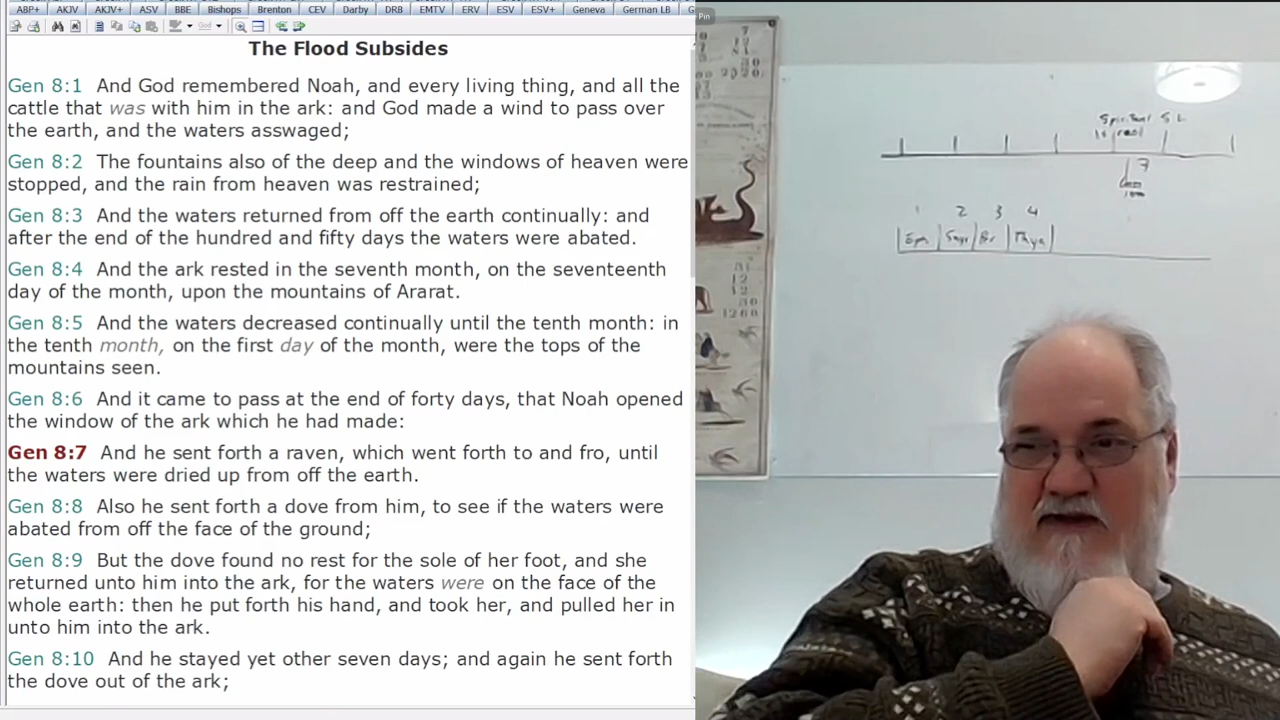 ABP+ AKJV AKJV+ ASV BBE Bishops Brenton CEV Darby DRB EMTV ERV ESV ESV+ Geneva German LB G
Pin
The Flood Subsides
Gen 8:1 And God remembered Noah, and every living thing, and all the
cattle that was with him in the ark: and God made a wind to pass over
the earth, and the waters asswaged;
Gen 8:2 The fountains also of the deep and the windows of heaven were
stopped, and the rain from heaven was restrained;
Gen 8:3 And the waters returned from off the earth continually: and
after the end of the hundred and fifty days the waters were abated.
Gen 8:4 And the ark rested in the seventh month, on the seventeenth
day of the month, upon the mountains of Ararat.
Gen 8:5 And the waters decreased continually until the tenth month: in
the tenth month, on the first day of the month, were the tops of the
mountains seen.
Gen 8:6 And it came to pass at the end of forty days, that Noah opened
the window of the ark which he had made:
Gen 8:7 And he sent forth a raven, which went forth to and fro, until
the waters were dried up from off the earth.
Gen 8:8 Also he sent forth a dove from him, to see if the waters were
abated from off the face of the ground;
Gen 8:9 But the dove found no rest for the sole of her foot, and she
returned unto him into the ark, for the waters were on the face of the
whole earth: then he put forth his hand, and took her, and pulled her in
unto him into the ark.
Gen 8:10 And he stayed yet other seven days; and again he sent forth
the dove out of the ark;
7
1 2 3 4
12
12
30
1260